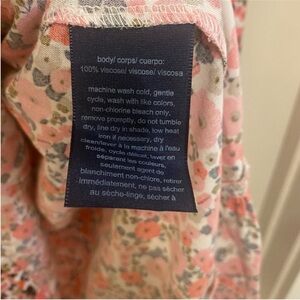 body/ corps/ cuerpo:
100% viscose/ viscose/ viscosa
machine wash cold, gentle
cycle, wash with like colors,
non-chlorine bleach only,
remove promptly, do not tumble
dry, line dry in shade, low heat
iron if necessary, dry
clean/laver à la machine à l'eau
froide, cycle délicat, laver en
séparant les couleurs,
seulement agent de
blanchiment non-chloré, retirer
immédiatement, ne pas sécher
au sèche-linge, sécher à